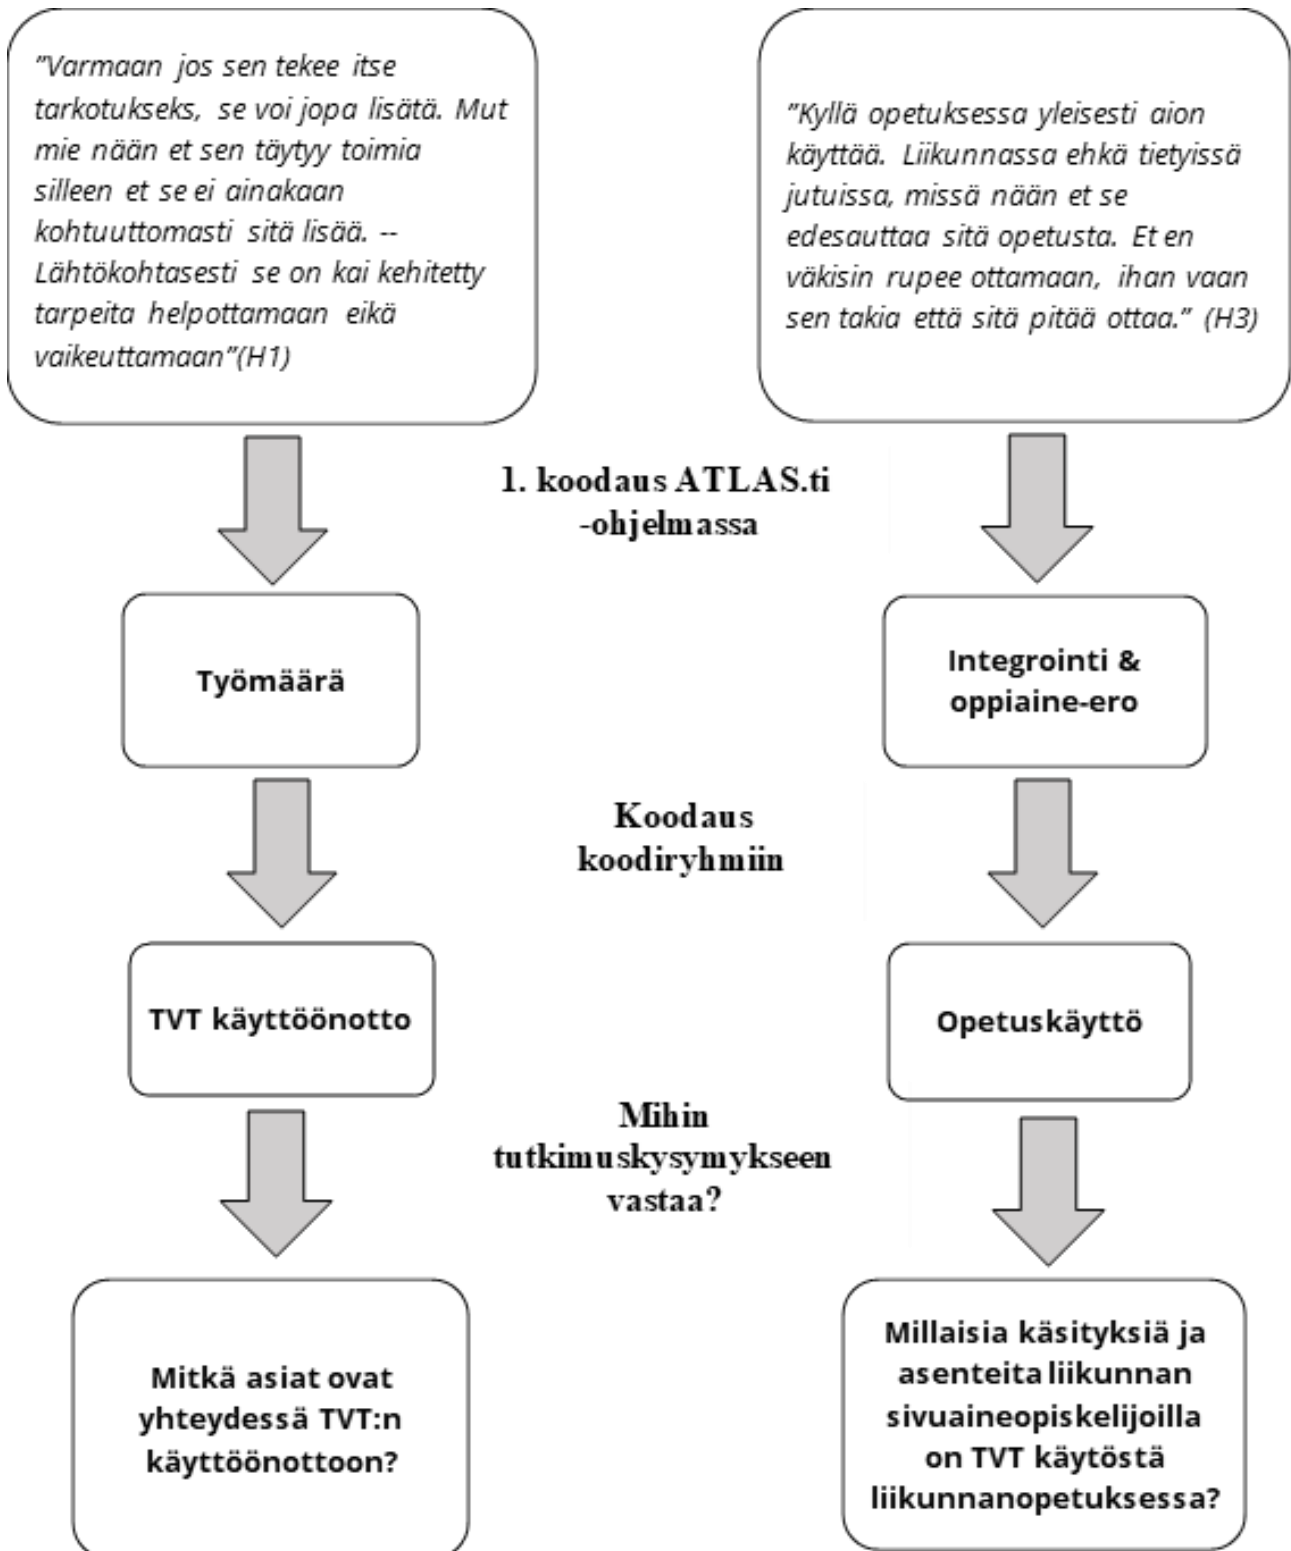 ”Varmaan jos sen tekee itse
tarkotukseks, se voi jopa lisätä. Mut
mie nään et sen täytyy toimia
silleen et se ei ainakaan
kohtuuttomasti sitä lisää. --
Lähtökohtasesti se on kai kehitetty
tarpeita helpottamaan eikä
vaikeuttamaan”(H1)
”Kyllä opetuksessa yleisesti aion
käyttää. Liikunnassa ehkä tietyissä
jutuissa, missä nään et se
edesauttaa sitä opetusta. Et en
väkisin rupee ottamaan, ihan vaan
sen takia että sitä pitää ottaa.” (H3)
1. koodaus ATLAS.ti
-ohjelmassa
Työmäärä
Integrointi &
oppiaine-ero
Koodaus
koodiryhmiin
TVT käyttöönotto
Opetuskäyttö
Mihin
tutkimuskysymykseen
vastaa?
Mitkä asiat ovat
yhteydessä TVT:n
käyttöönottoon?
Millaisia käsityksiä ja
asenteita liikunnan
sivuaineopiskelijoilla
on TVT käytöstä
liikunnanopetuksessa?